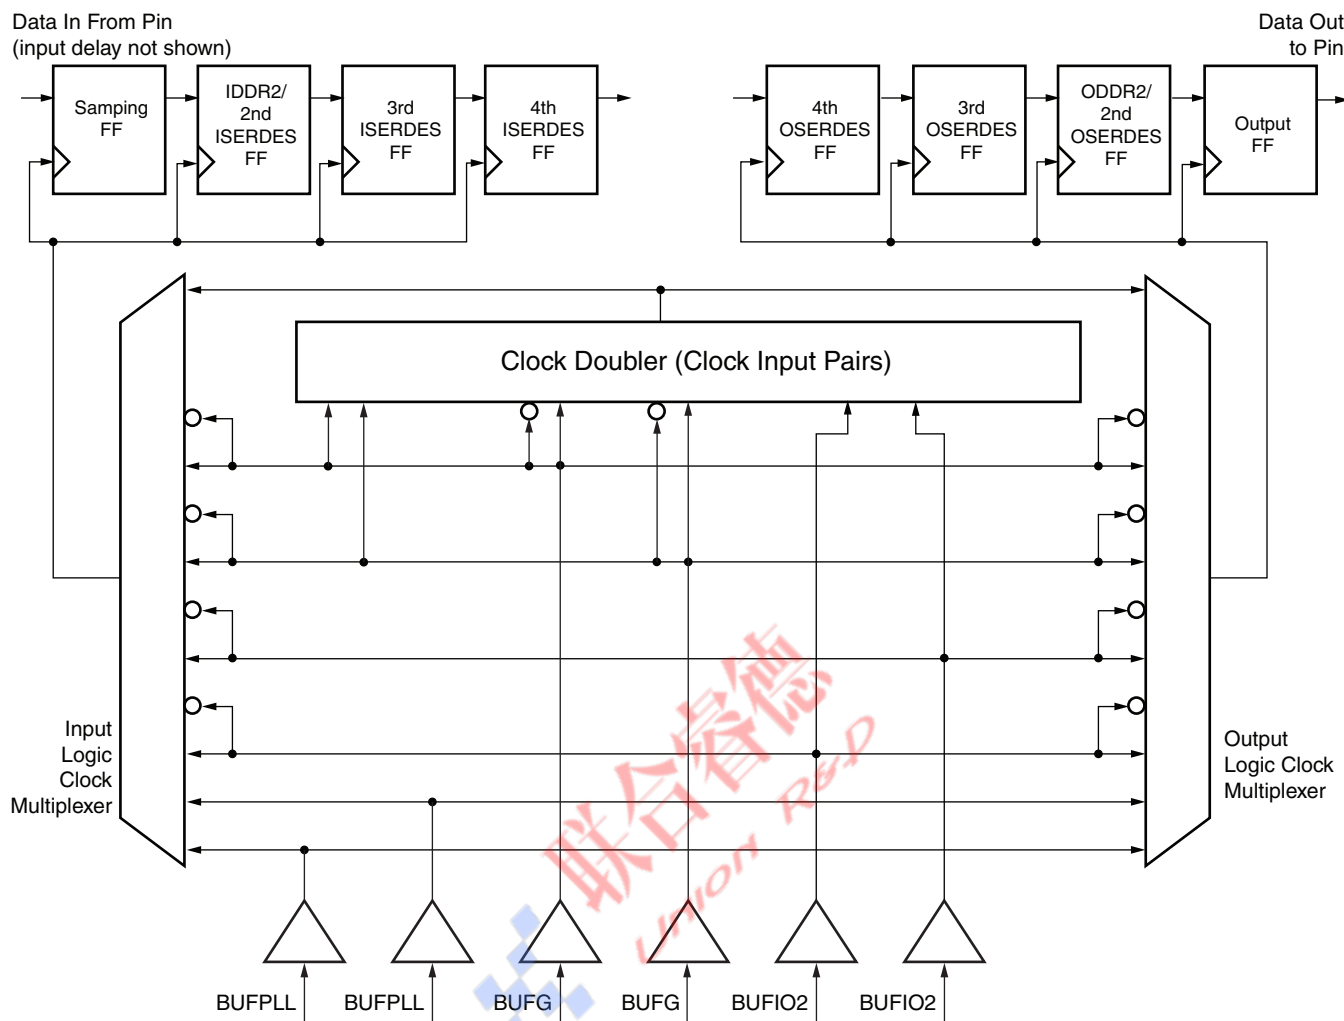 Data In From Pin
(input delay not shown)
Data Out
to Pin
Samping
FF
IDDR2/
2nd
ISERDES
FF
3rd
ISERDES
FF
4th
ISERDES
FF
4th
OSERDES
FF
3rd
OSERDES
FF
ODDR2/
2nd
OSERDES
FF
Output
FF
Clock Doubler (Clock Input Pairs)
Input
Logic
Clock
Multiplexer
Output
Logic Clock
Multiplexer
联合睿德
Union R&D
BUFPLL
BUFPLL
BUFG
BUFG
BUFIO2
BUFIO2